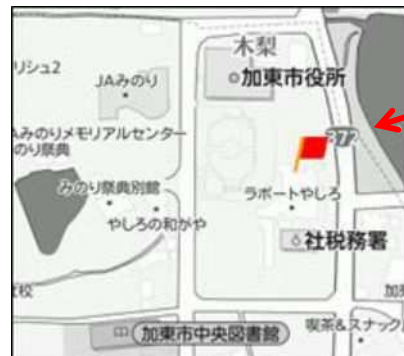 木梨
リシュ2
JAみのり
加東市役所
Aみのりメモリアルセンター
のり祭典
372
みのり祭典別館
ラポートやしろ
やしろの和がや
社税務署
校
加東市中央図書館
喫茶&スナック